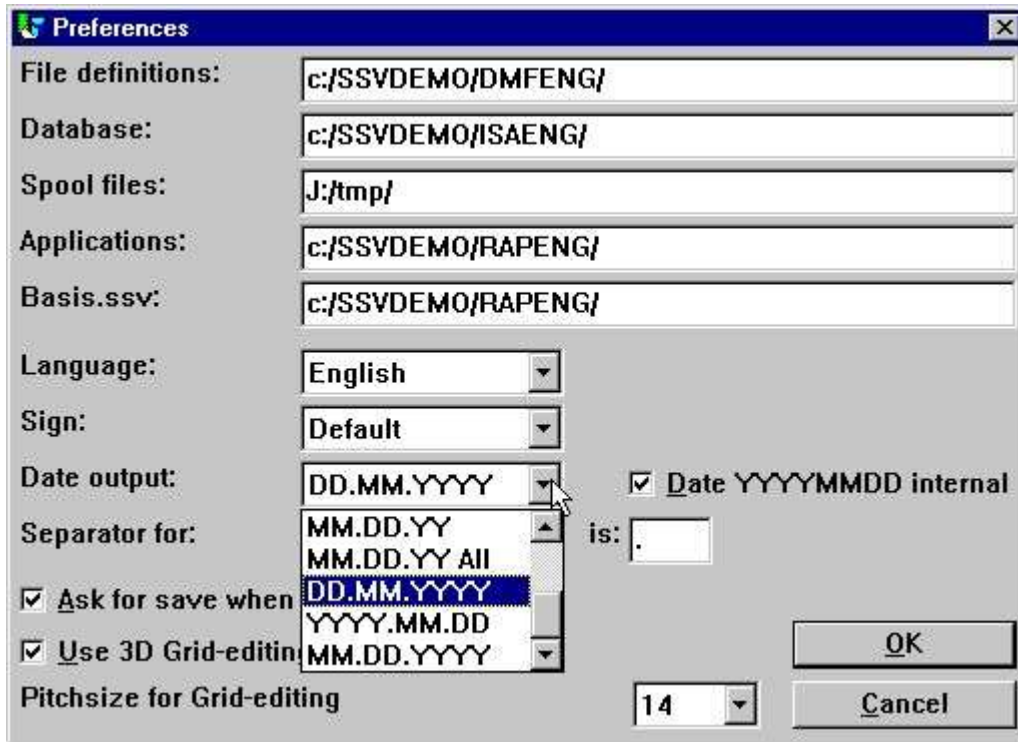 Preferences
File definitions: c:/SSVDEMO/DMFENG/
Database: c:/SSVDEMO/ISAENG/
Spool files: J:/tmp/
Applications: c:/SSVDEMO/RAPENG/
Basis.ssv: c:/SSVDEMO/RAPENG/
Language: English
Sign: Default
Date output: DD.MM.YYYY Date YYYYMMDD internal
Separator for: MM.DD.YY is: .
MM.DD.YY All
Ask for save when DD.MM.YYYY
YYYY.MM.DD
Use 3D Grid-editing MM.DD.YYYY OK
Pitchsize for Grid-editing 14 Cancel